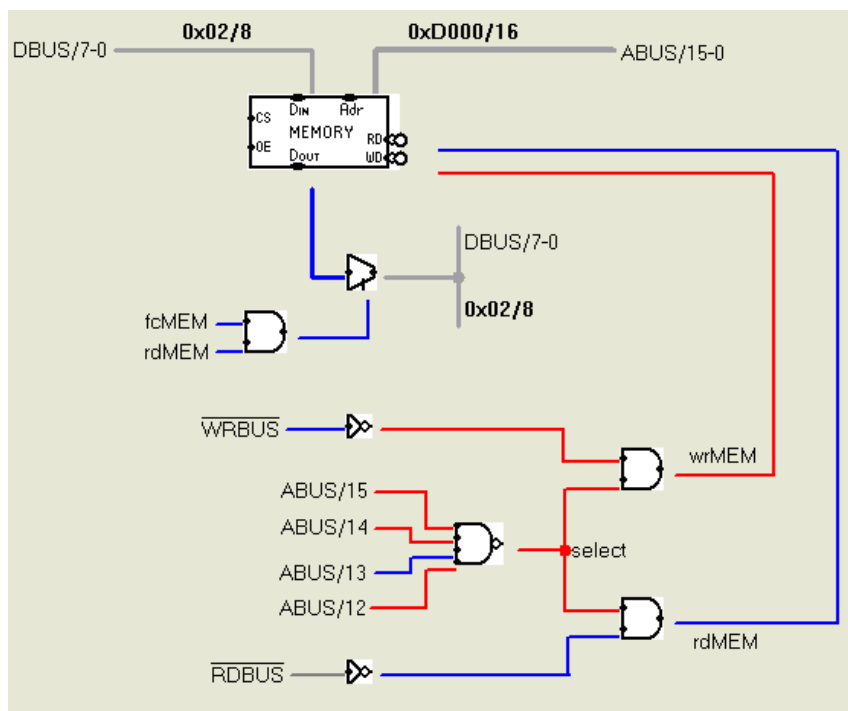 0x02/8
0xD000/16
DBUS/7-0
ABUS/15-0
CS
DIN
Adr
MEMORY
OE
RD
DOUT
WD
DBUS/7-0
0x02/8
fcMEM
rdMEM
WRBUS
wrMEM
ABUS/15
ABUS/14
select
ABUS/13
ABUS/12
rdMEM
RDBUS